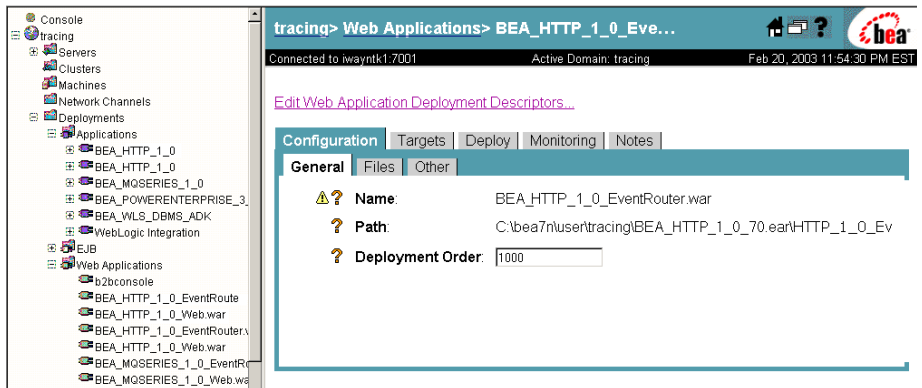 Console
tracing
Servers
Clusters
Machines
Network Channels
Deployments
Applications
BEA_HTTP_1_0
BEA_HTTP_1_0
BEA_MQSERIES_1_0
BEA_POWERENTERPRISE_3_
BEA_WLS_DBMS_ADK
WebLogic Integration
EJB
Web Applications
b2bconsole
BEA_HTTP_1_0_EventRoute
BEA_HTTP_1_0_Web.war
BEA_HTTP_1_0_EventRouter.
BEA_HTTP_1_0_Web.war
BEA_MQSERIES_1_0_EventR
BEA_MQSERIES_1_0_Web.wa
tracing> Web Applications> BEA_HTTP_1_0_Eve...
bea
Connected to iwayntk1:7001 Active Domain: tracing Feb 20, 2003 11:54:30 PM EST
Edit Web Application Deployment Descriptors...
Configuration Targets Deploy Monitoring Notes
General Files Other
Name: BEA_HTTP_1_0_EventRouter.war
Path: C:\bea7n\user\tracing\BEA_HTTP_1_0_70.ear\HTTP_1_0_Ev
Deployment Order: 1000